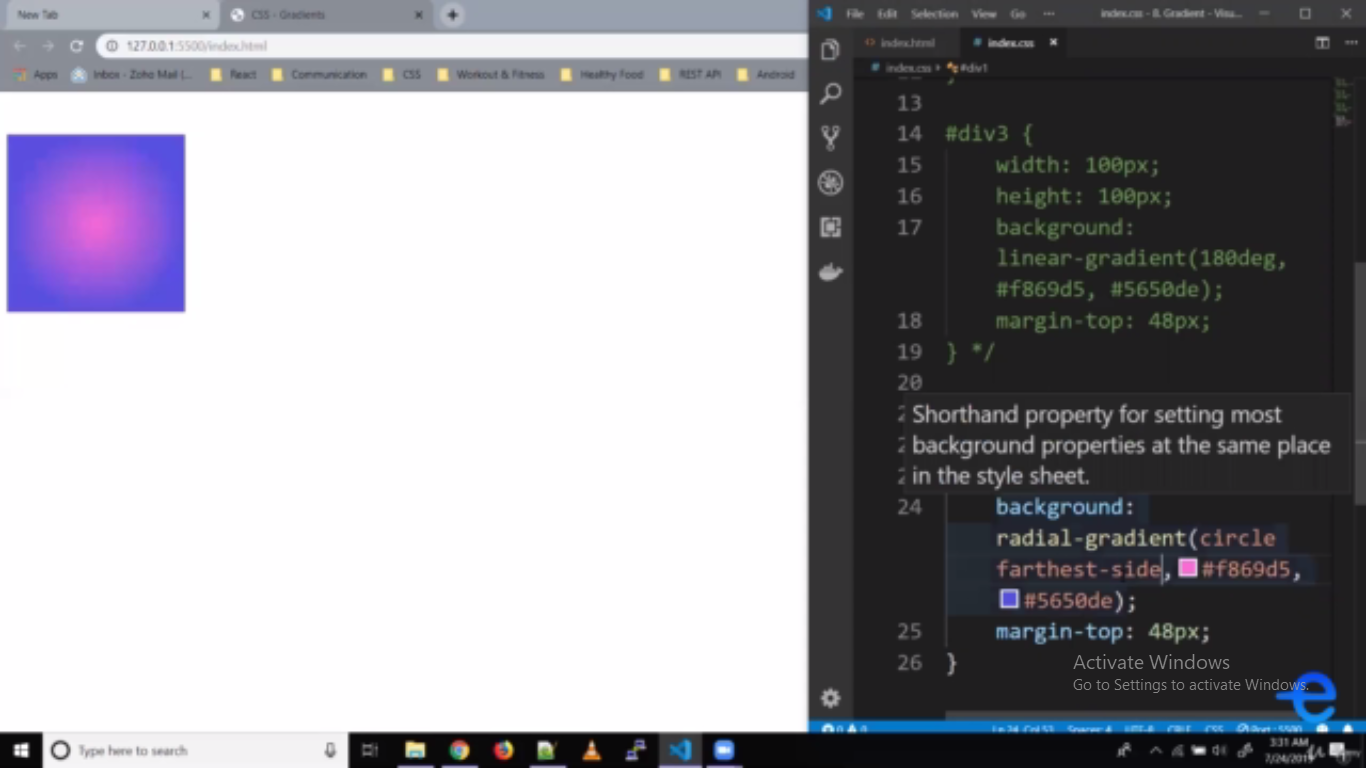 New Tab
CSS - Gradients
127.0.0.1:5500/index.html
Apps
Inbox - Zoho Mail (...
React
Communication
CSS
Workout & Fitness
Healthy Food
REST API
Android
File Edit Selection View Go ···
index.css - 8. Gradient - Visu...
index.html
index.css
index.css > #div1
13
14 #div3 {
15 width: 100px;
16 height: 100px;
17 background:
linear-gradient(180deg,
#f869d5, #5650de);
18 margin-top: 48px;
19 } */
20
Shorthand property for setting most
background properties at the same place
in the style sheet.
24 background:
radial-gradient(circle
farthest-side, #f869d5,
#5650de);
25 margin-top: 48px;
26 }
Activate Windows
Go to Settings to activate Windows.
Ln 24, Col 53 Spaces: 4 UTF-8 CRLF CSS Port : 5500
Type here to search
3:31 AM